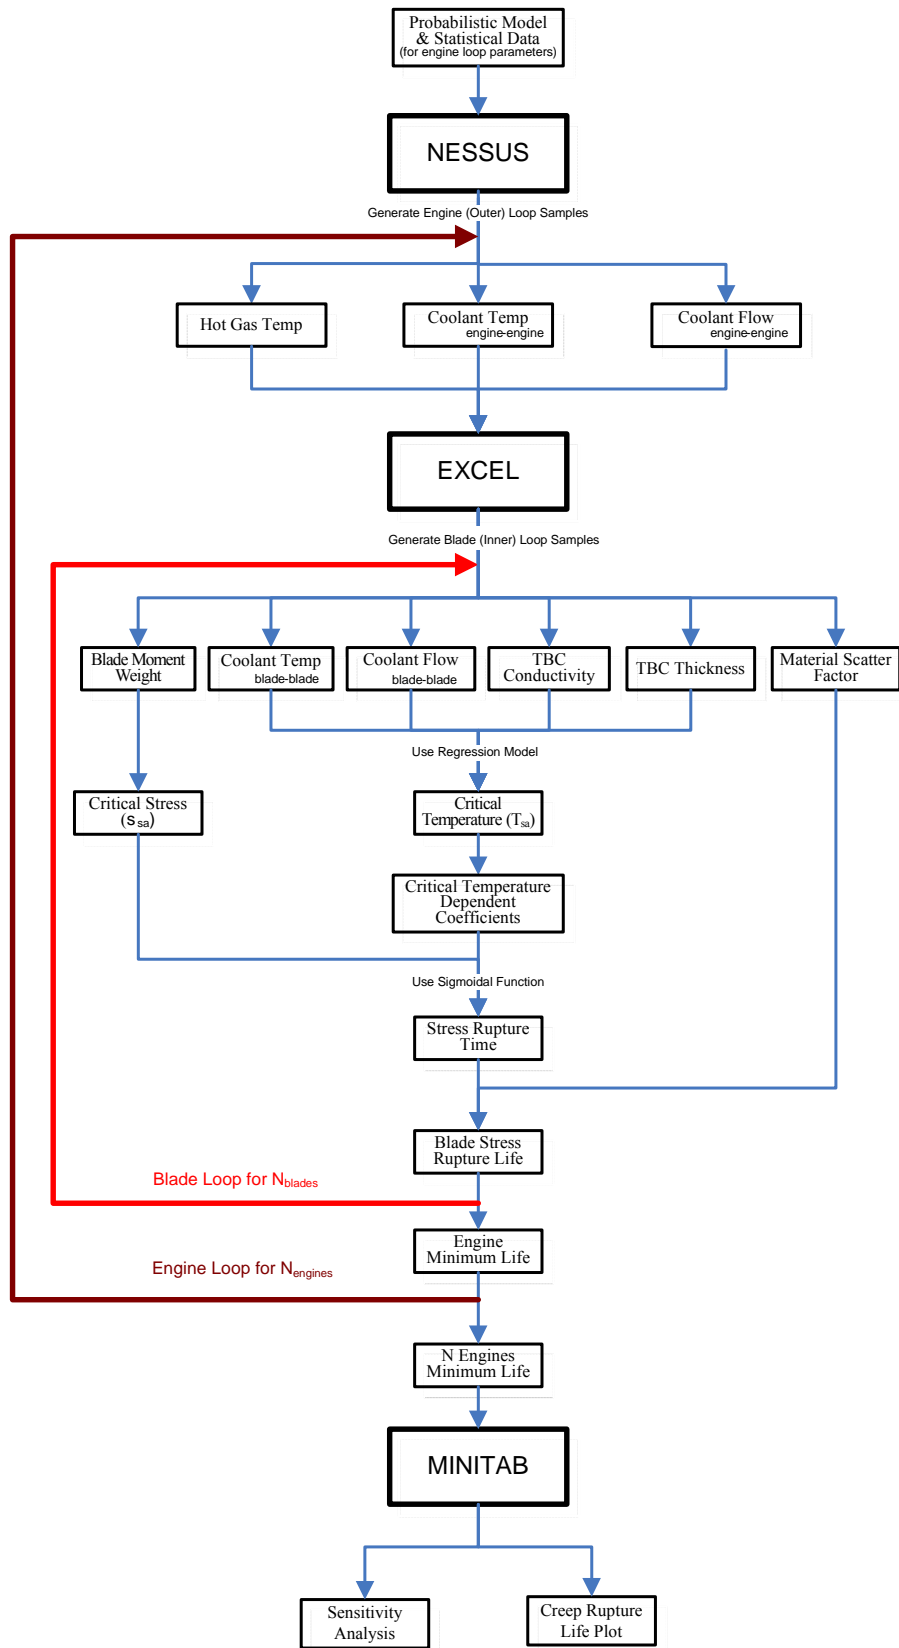 Probabilistic Model
& Statistical Data
(for engine loop parameters)
NESSUS
Generate Engine (Outer) Loop Samples
Hot Gas Temp
Coolant Temp
engine-engine
Coolant Flow
engine-engine
EXCEL
Generate Blade (Inner) Loop Samples
Blade Moment
Weight
Coolant Temp
blade-blade
Coolant Flow
blade-blade
TBC
Conductivity
TBC Thickness
Material Scatter
Factor
Use Regression Model
Critical Stress
(s sa)
Critical
Temperature (Tsa)
Critical Temperature
Dependent
Coefficients
Use Sigmoidal Function
Stress Rupture
Time
Blade Stress
Rupture Life
Blade Loop for Nblades
Engine
Minimum Life
Engine Loop for Nengines
N Engines
Minimum Life
MINITAB
Sensitivity
Analysis
Creep Rupture
Life Plot